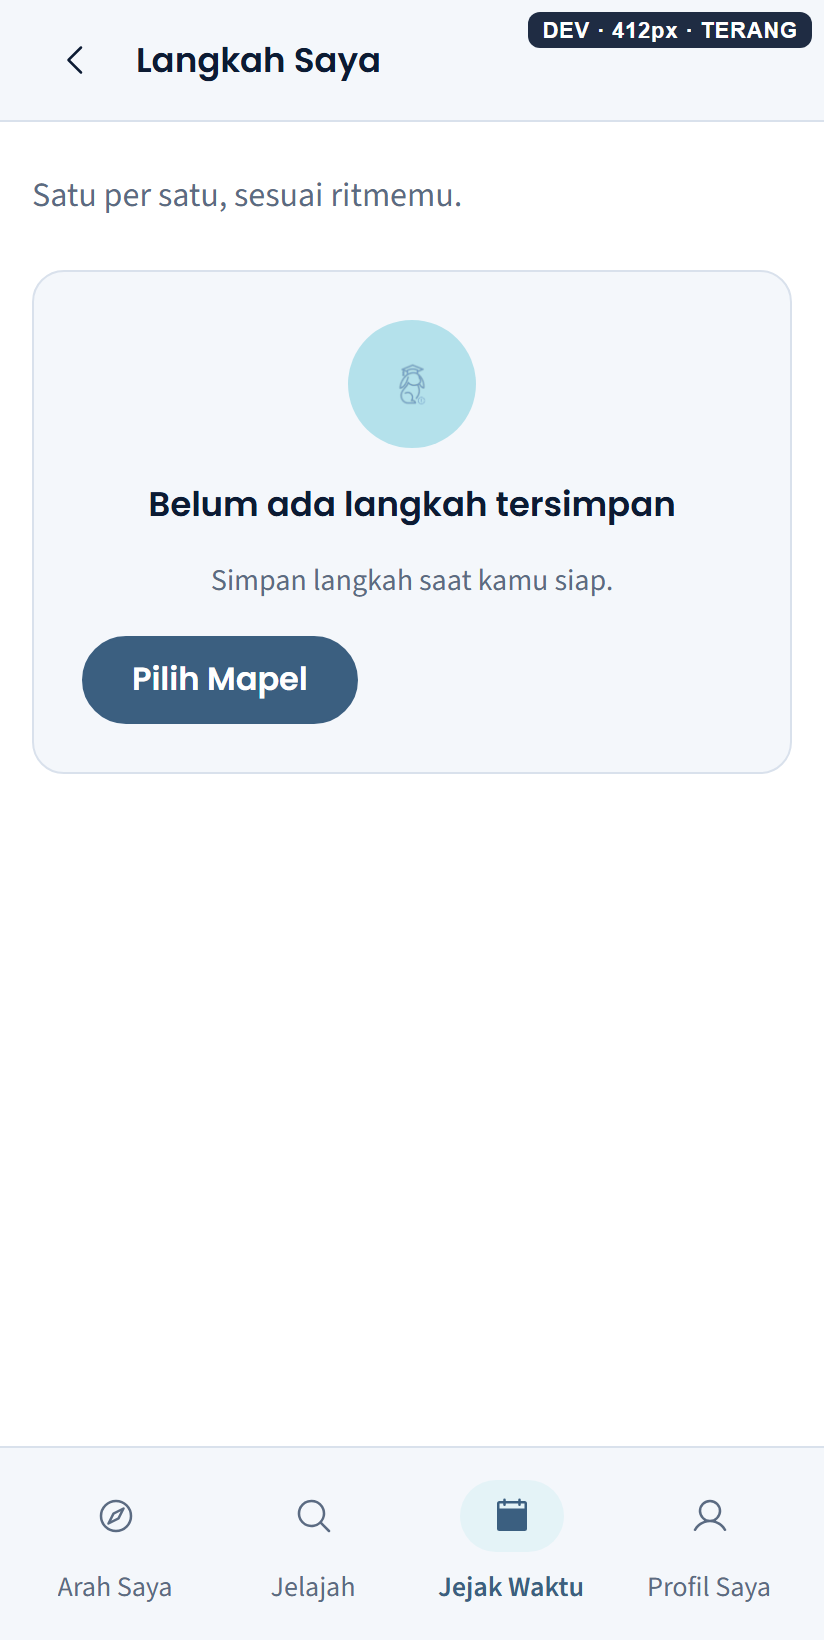 DEV · 412px · TERANG
Langkah Saya
Satu per satu, sesuai ritmemu.
Belum ada langkah tersimpan
Simpan langkah saat kamu siap.
Pilih Mapel
Arah Saya
Jelajah
Jejak Waktu
Profil Saya